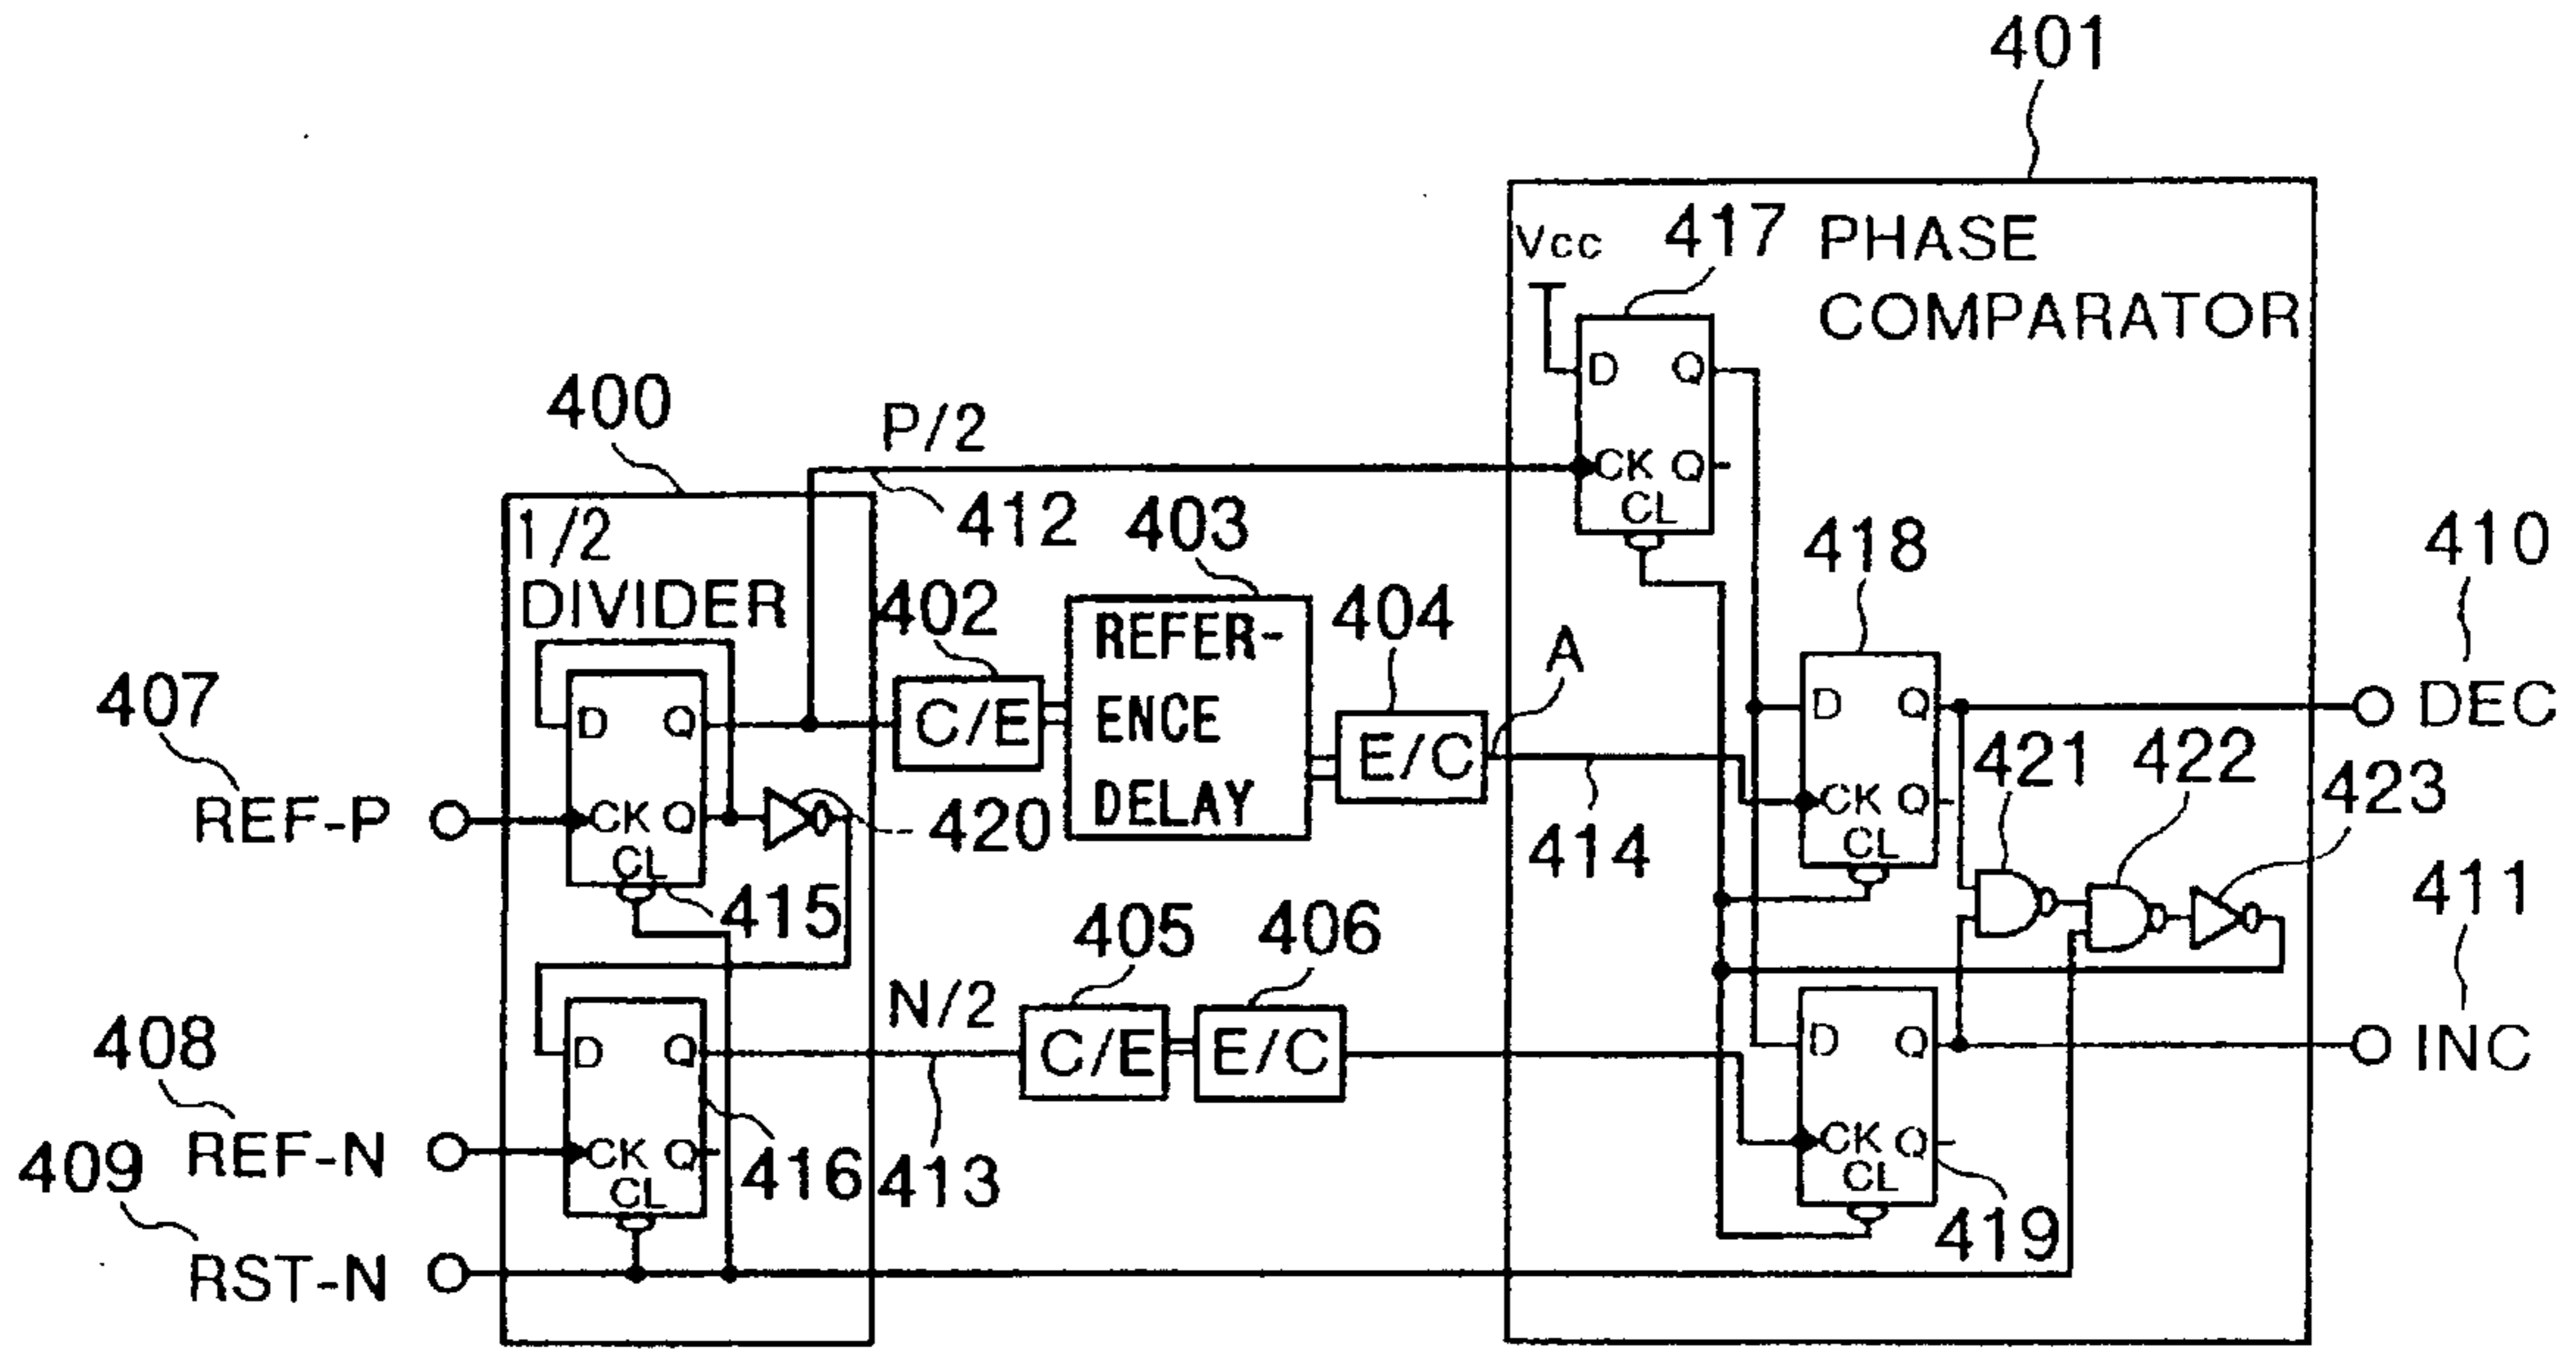 401
Vcc
417
PHASE
COMPARATOR
D
Q
CK
Q
CL
400
P/2
412
1/2
DIVIDER
402
C/E
403
REFER-
ENCE
DELAY
404
E/C
A
414
418
D
Q
CK
Q
CL
410
DEC
421
422
423
407
REF-P
D
Q
CK
Q
CL
420
415
405
C/E
406
E/C
N/2
413
408
REF-N
409
RST-N
D
Q
CK
Q
CL
416
D
Q
CK
Q
CL
419
411
INC